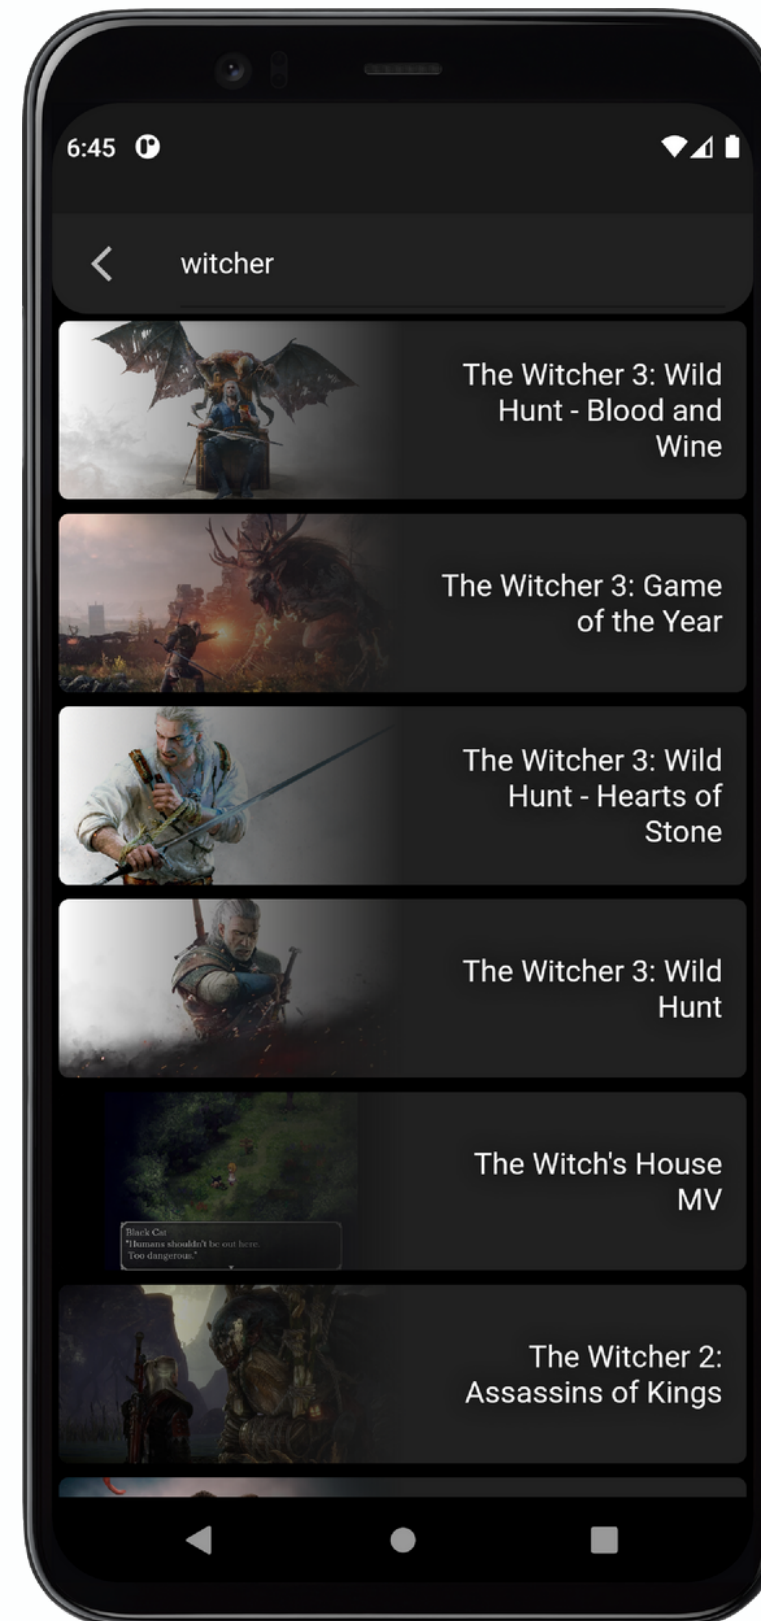 6:45
witcher
The Witcher 3: Wild
Hunt - Blood and
Wine
The Witcher 3: Game
of the Year
The Witcher 3: Wild
Hunt - Hearts of
Stone
The Witcher 3: Wild
Hunt
The Witch's House
MV
Black Cat
"Humans shouldn't be out here.
Too dangerous."
The Witcher 2:
Assassins of Kings